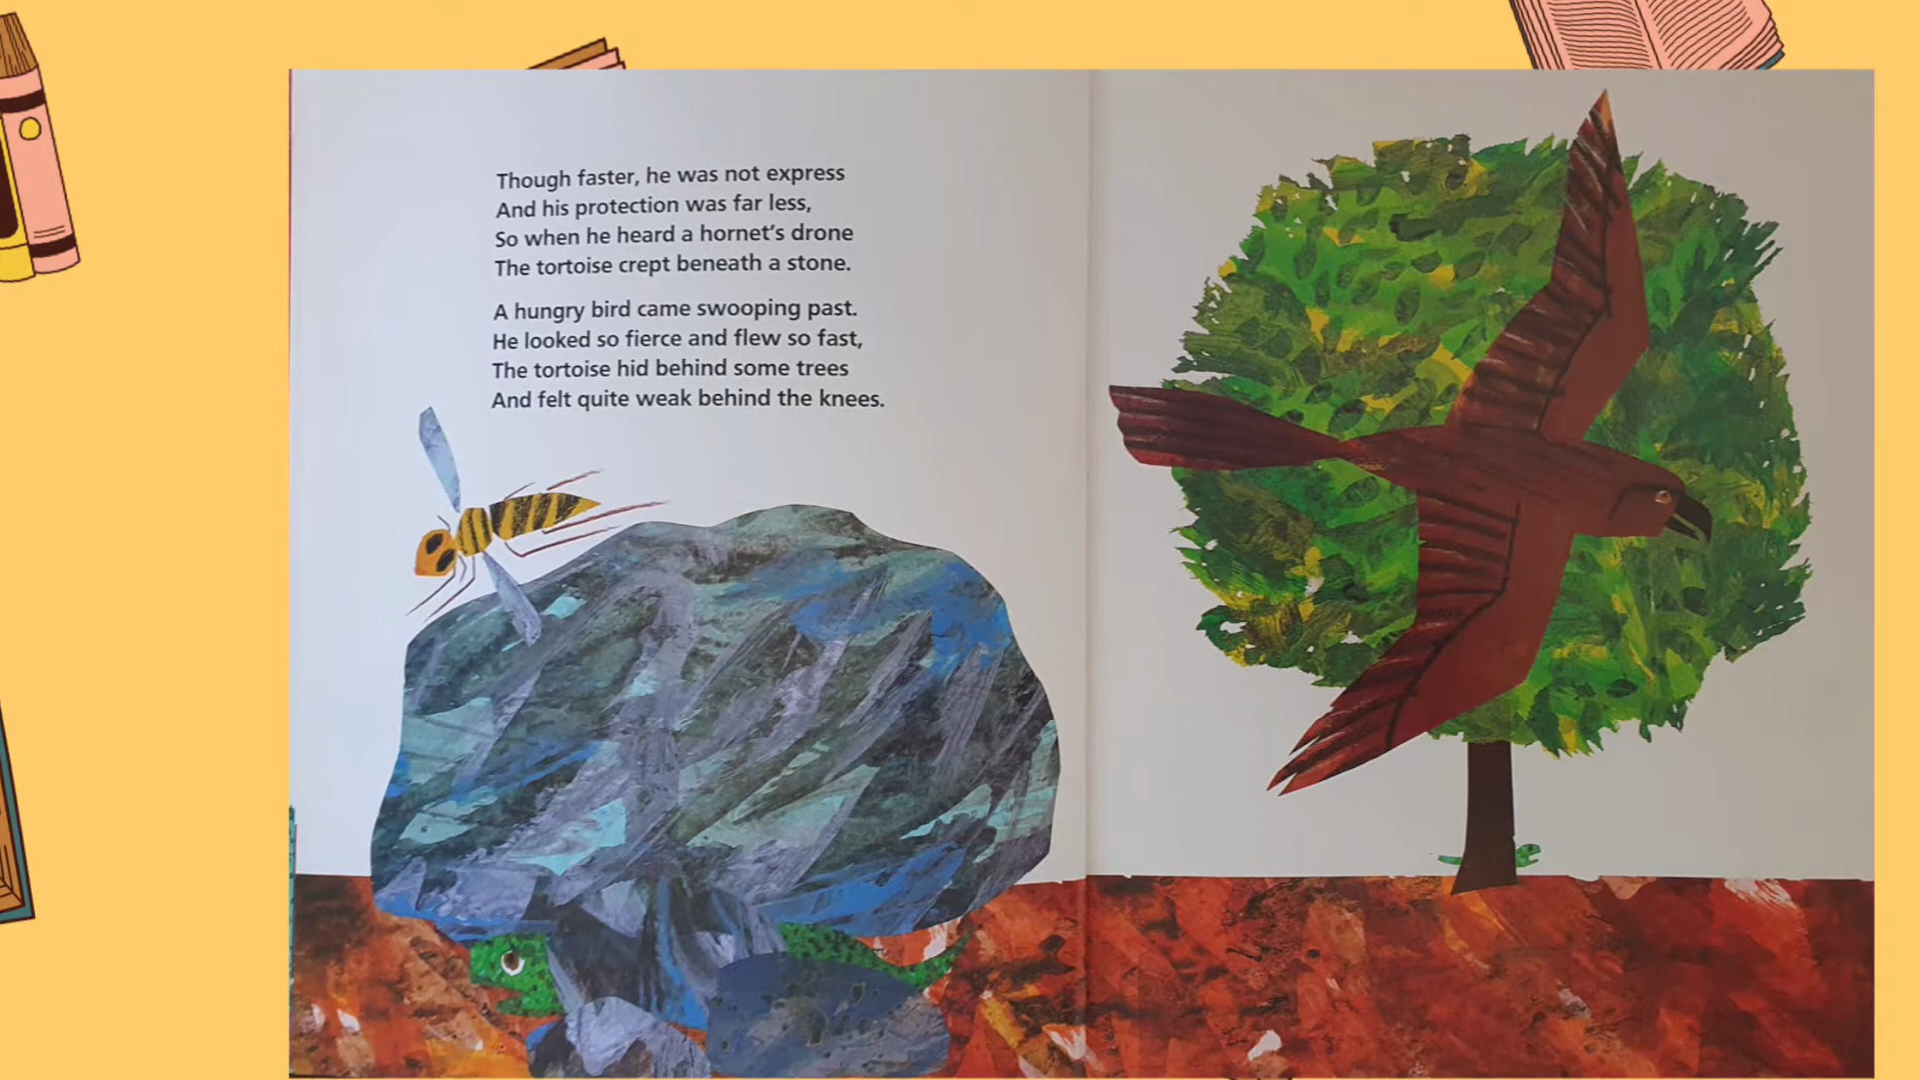 Though faster, he was not express
And his protection was far less,
So when he heard a hornet's drone
The tortoise crept beneath a stone.
A hungry bird came swooping past.
He looked so fierce and flew so fast,
The tortoise hid behind some trees
And felt quite weak behind the knees.